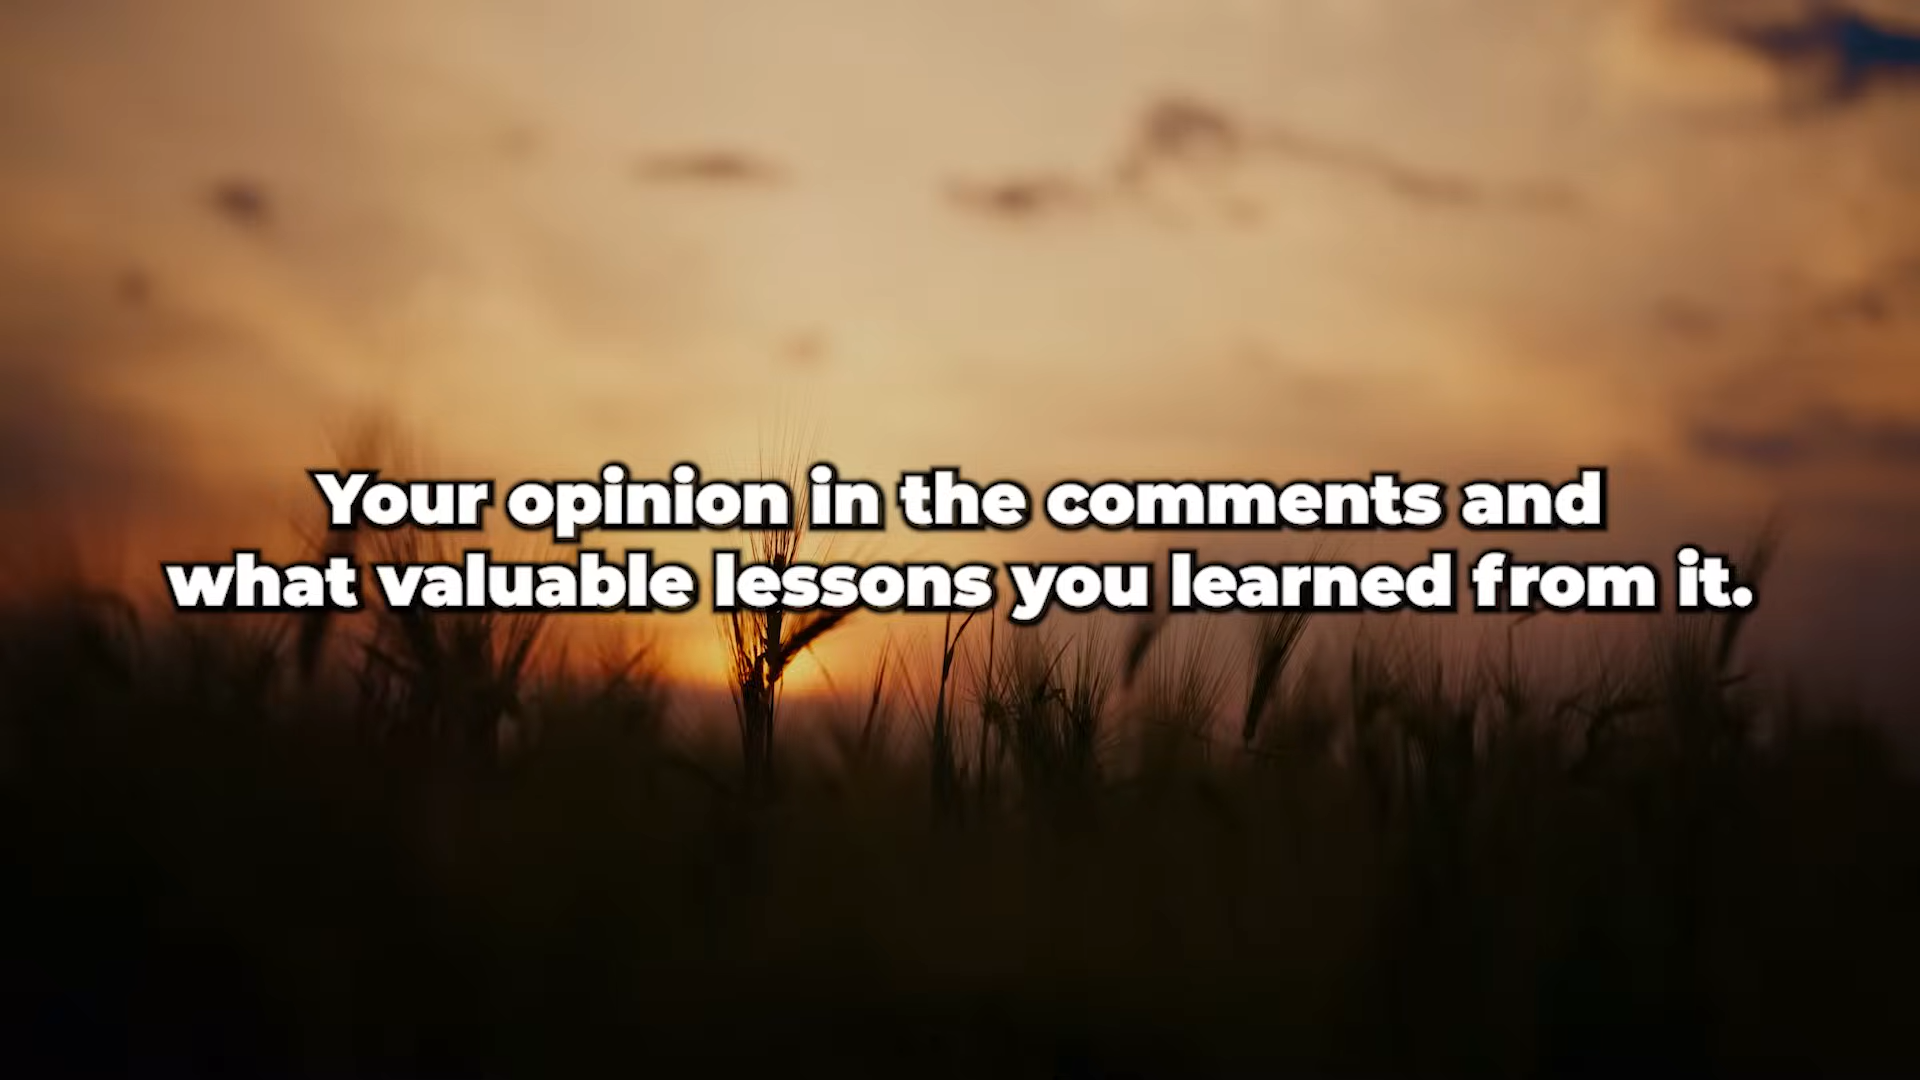 Your opinion in the comments and
what valuable lessons you learned from it.